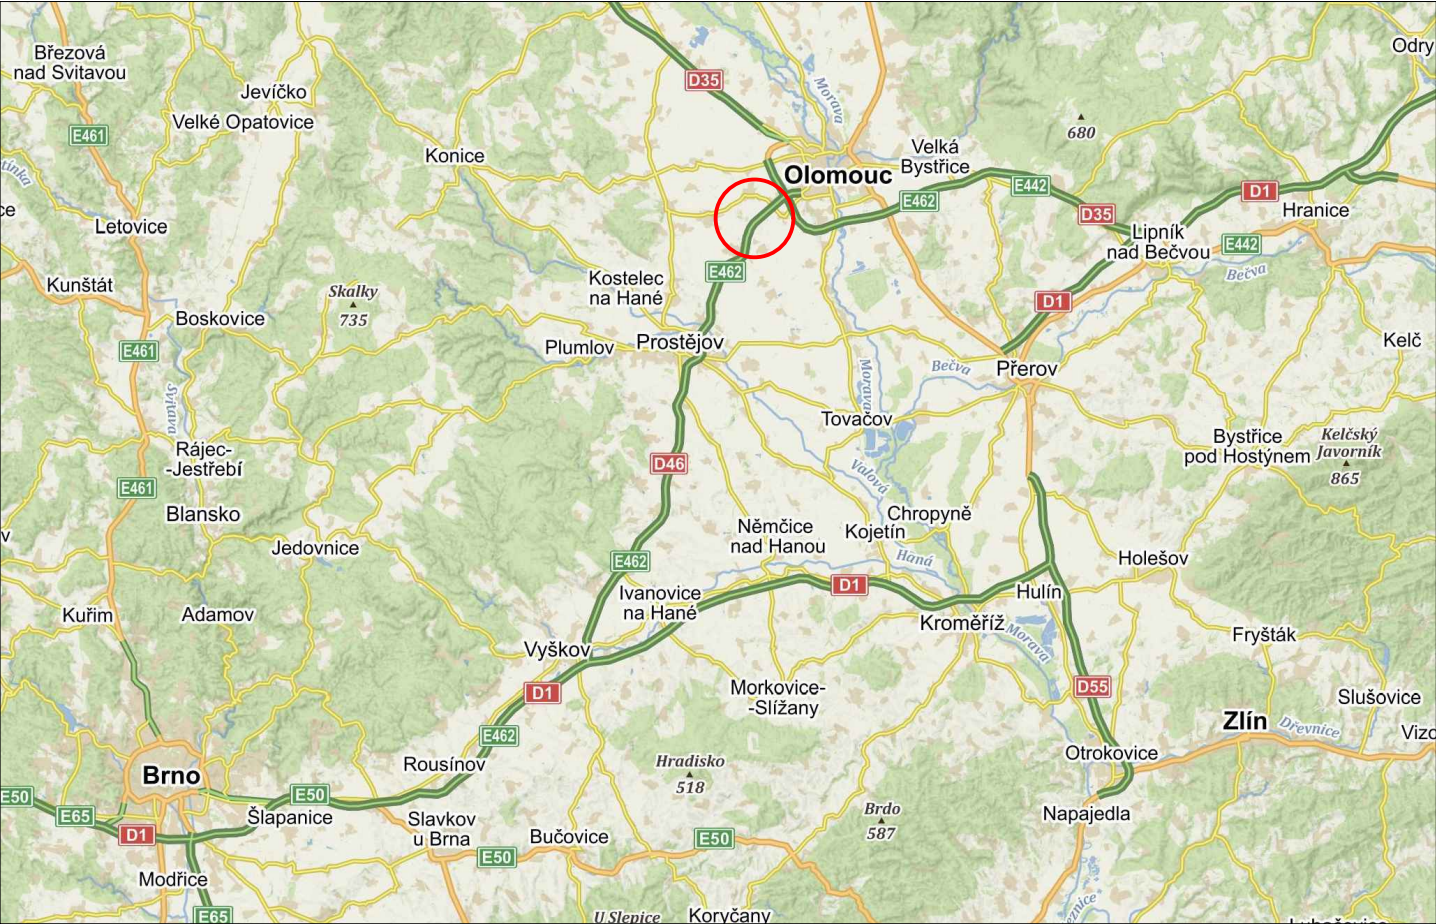 Odry
Březová
nad Svitavou
D35
Jevíčko
Morava
Velké Opatovice
E461
680
Konice
Velká
Bystřice
Olomouc
E442
D1
E462
D35
Hranice
Letovice
Lipník
nad Bečvou
E442
Bečva
E462
Kostelec
na Hané
Kunštát
Skalky
735
D1
Boskovice
Prostějov
Plumlov
Kelč
E461
Bečva
Přerov
Morava
Svitava
Tovačov
Bystřice
pod Hostýnem
Kelčský
Javorník
865
Rájec-
-Jestřebí
D46
Valová
E461
Blansko
Chropyně
Němčice
nad Hanou
Kojetín
Jedovnice
Haná
Holešov
E462
D1
Ivanovice
na Hané
Hulín
Kuřim
Adamov
Kroměříž
Morava
Fryšták
Vyškov
D1
Morkovice-
-Slížany
D55
Slušovice
Zlín
Dřevnice
E462
Otrokovice
Rousínov
Hradisko
518
Brno
E50
E50
E65
Šlapanice
Brdo
587
Napajedla
D1
Slavkov
u Brna
Bučovice
E50
E50
Modřice
E65
U Slepice
Koryčany